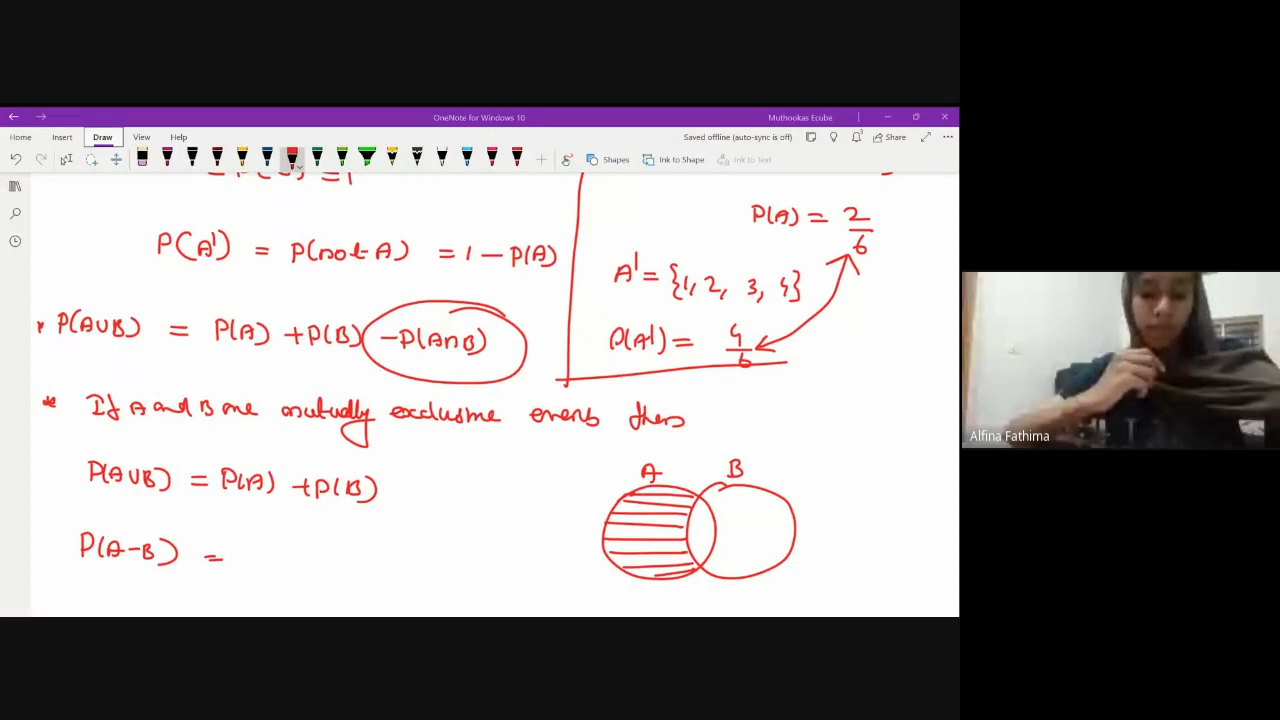 OneNote for Windows 10
Muthookas Ecube
Home Insert Draw View Help
Saved offline (auto-sync is off) Share
Shapes Ink to Shape Ink to Text
P(A') = P(not A) = 1 - P(A)
* P(A∪B) = P(A) + P(B) - P(A∩B)
* If A and B are mutually exclusive events then
P(A∪B) = P(A) + P(B)
P(A-B) =
P(A) = 2/6
A' = {1, 2, 3, 4}
P(A') = 4/6
A B
Alfina Fathima